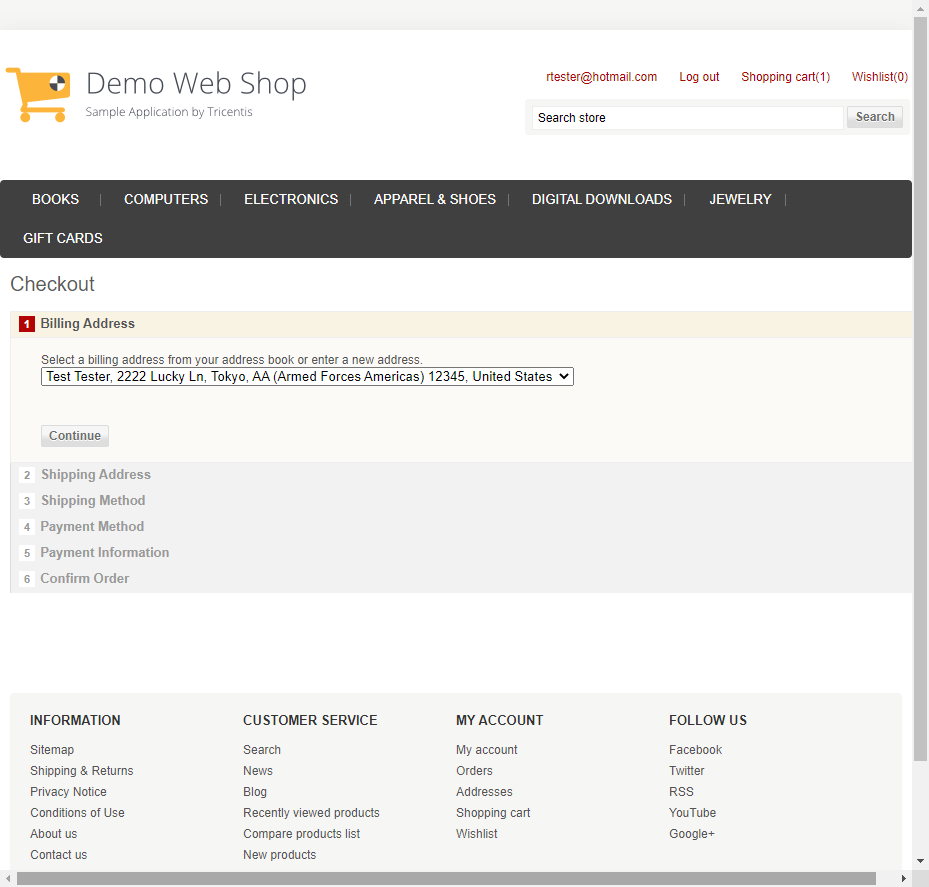 Demo Web Shop
Sample Application by Tricentis
rtester@hotmail.com Log out Shopping cart(1) Wishlist(0)
Search store Search
BOOKS | COMPUTERS | ELECTRONICS | APPAREL & SHOES | DIGITAL DOWNLOADS | JEWELRY |
GIFT CARDS
Checkout
1 Billing Address
Select a billing address from your address book or enter a new address.
Test Tester, 2222 Lucky Ln, Tokyo, AA (Armed Forces Americas) 12345, United States
Continue
2 Shipping Address
3 Shipping Method
4 Payment Method
5 Payment Information
6 Confirm Order
INFORMATION
Sitemap
Shipping & Returns
Privacy Notice
Conditions of Use
About us
Contact us
CUSTOMER SERVICE
Search
News
Blog
Recently viewed products
Compare products list
New products
MY ACCOUNT
My account
Orders
Addresses
Shopping cart
Wishlist
FOLLOW US
Facebook
Twitter
RSS
YouTube
Google+